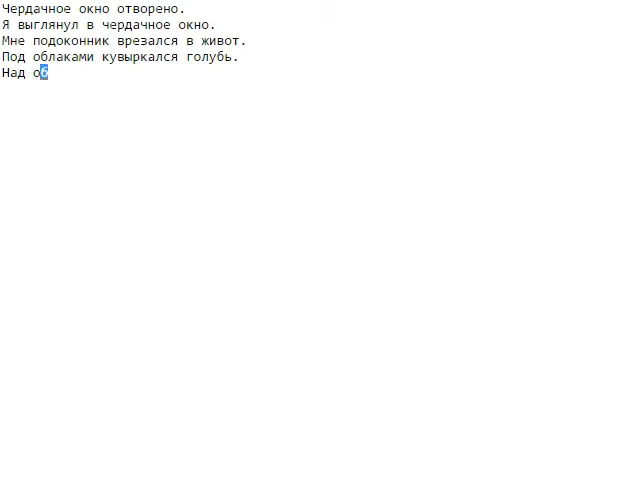 Чердачное окно отворено.
Я выглянул в чердачное окно.
Мне подоконник врезался в живот.
Под облаками кувыркался голубь.
Над об